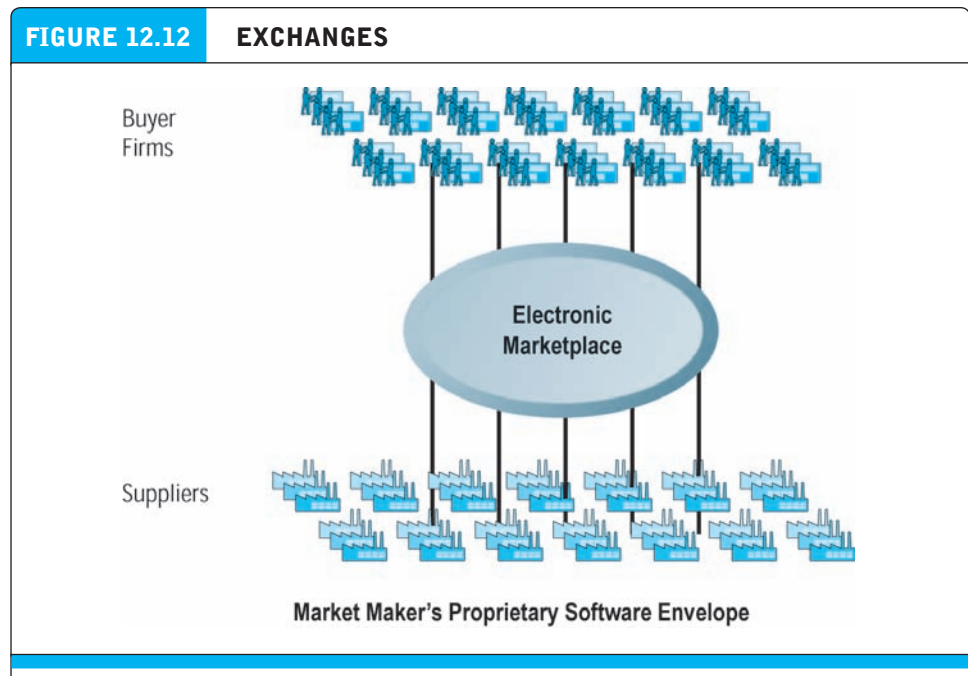 FIGURE 12.12 EXCHANGES
Buyer
Firms
Electronic
Marketplace
Suppliers
Market Maker's Proprietary Software Envelope